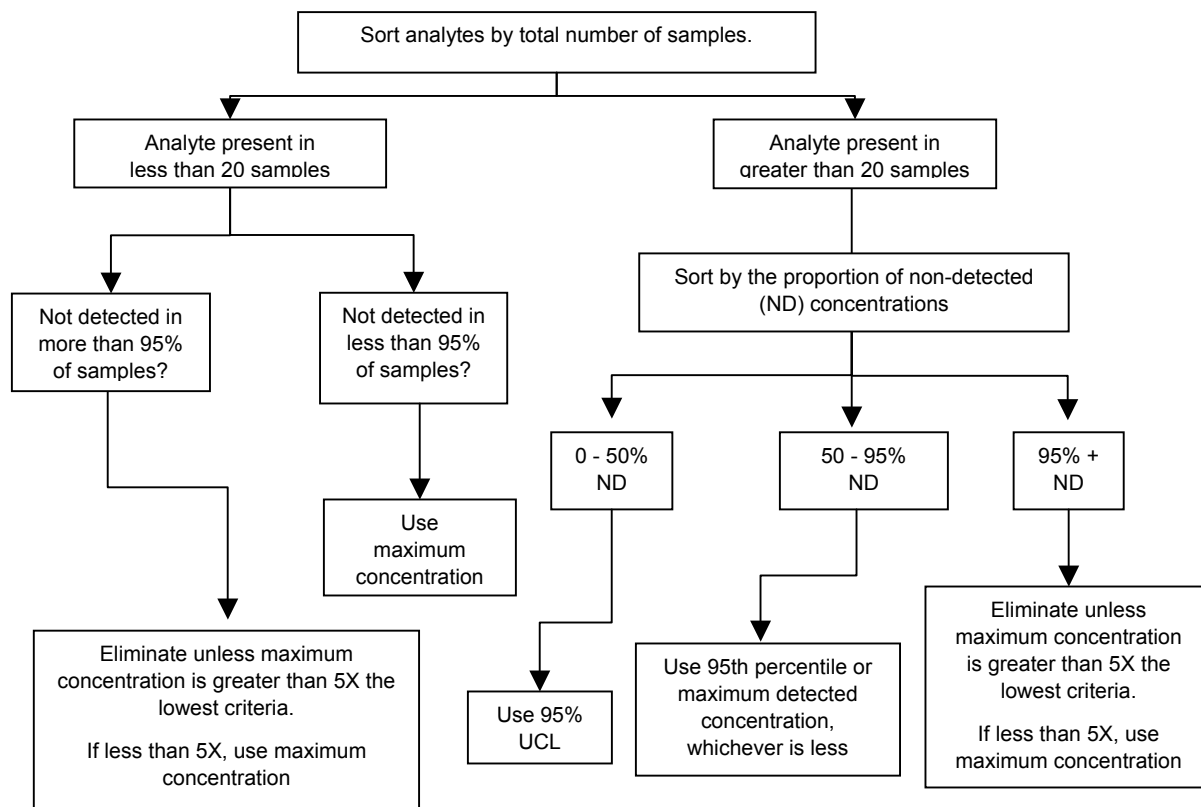 Sort analytes by total number of samples.
Analyte present in
less than 20 samples
Analyte present in
greater than 20 samples
Not detected in
more than 95%
of samples?
Not detected in
less than 95%
of samples?
Sort by the proportion of non-detected
(ND) concentrations
0 - 50%
ND
50 - 95%
ND
95% +
ND
Use
maximum
concentration
Eliminate unless maximum
concentration is greater than 5X the
lowest criteria.
If less than 5X, use maximum
concentration
Use 95%
UCL
Use 95th percentile or
maximum detected
concentration,
whichever is less
Eliminate unless
maximum concentration
is greater than 5X the
lowest criteria.
If less than 5X, use
maximum concentration